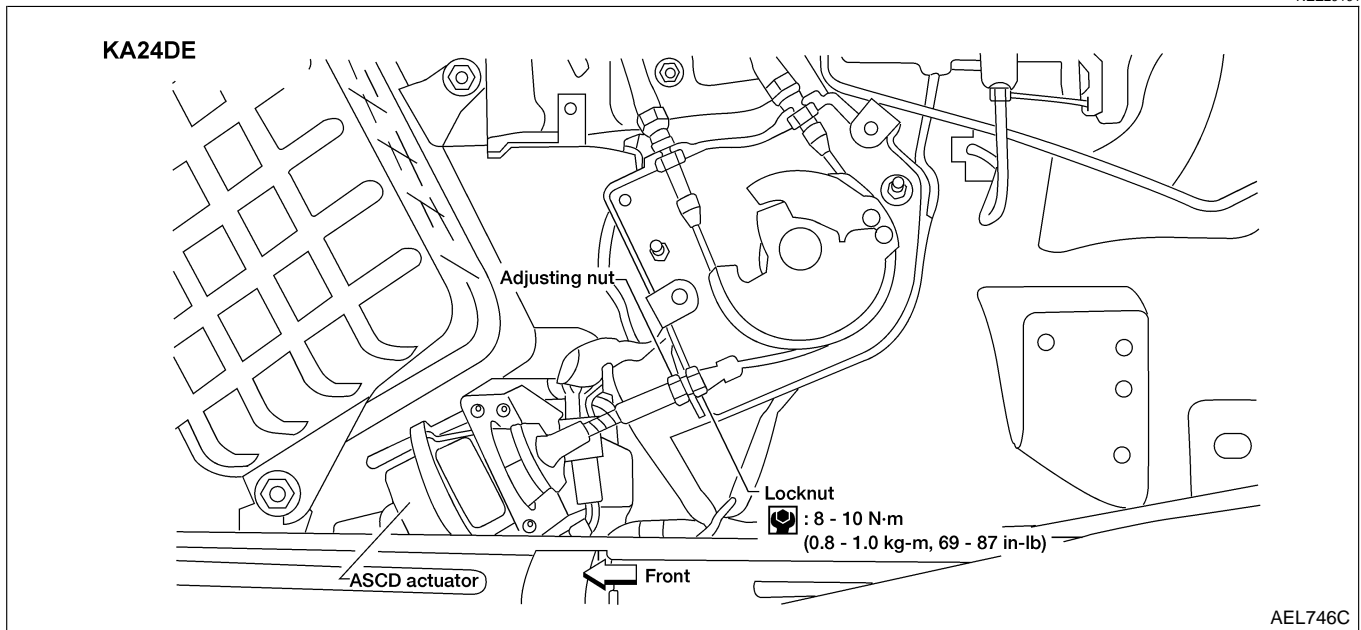 KA24DE
Adjusting nut
Locknut
: 8 - 10 N·m
(0.8 - 1.0 kg-m, 69 - 87 in-lb)
ASCD actuator
Front
AEL746C